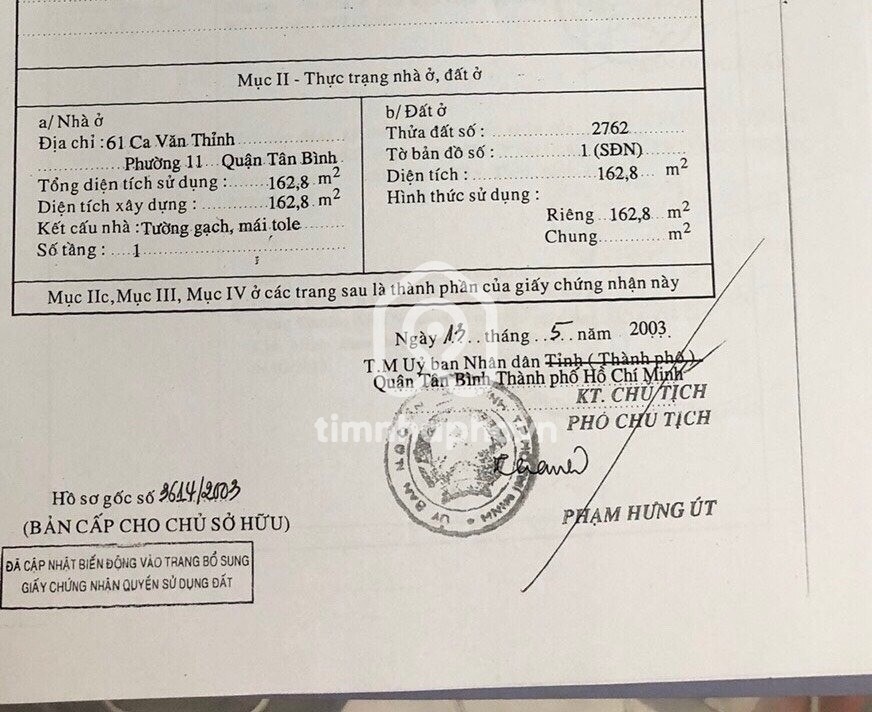 Mục II - Thực trạng nhà ở, đất ở
a/ Nhà ở
Địa chỉ : 61 Ca Văn Thỉnh
Phường 11 Quận Tân Bình
Tổng diện tích sử dụng : 162,8 m2
Diện tích xây dựng : 162,8 m2
Kết cấu nhà : Tường gạch, mái tole
Số tầng : 1
b/ Đất ở
Thửa đất số : 2762
Tờ bản đồ số : 1 (SĐN)
Diện tích : 162,8 m2
Hình thức sử dụng :
Riêng 162,8 m2
Chung m2
Mục IIc, Mục III, Mục IV ở các trang sau là thành phần của giấy chứng nhận này
Ngày 13 tháng 5 năm 2003
T.M Uỷ ban Nhân dân Tỉnh ( Thành phố )
Quận Tân Bình Thành phố Hồ Chí Minh
KT. CHỦ TỊCH
PHÓ CHỦ TỊCH
timnhaphovn
PHẠM HƯNG ÚT
Hồ sơ gốc số 3614/2003
(BẢN CẤP CHO CHỦ SỞ HỮU)
ĐÃ CẬP NHẬT BIẾN ĐỘNG VÀO TRANG BỔ SUNG
GIẤY CHỨNG NHẬN QUYỀN SỬ DỤNG ĐẤT